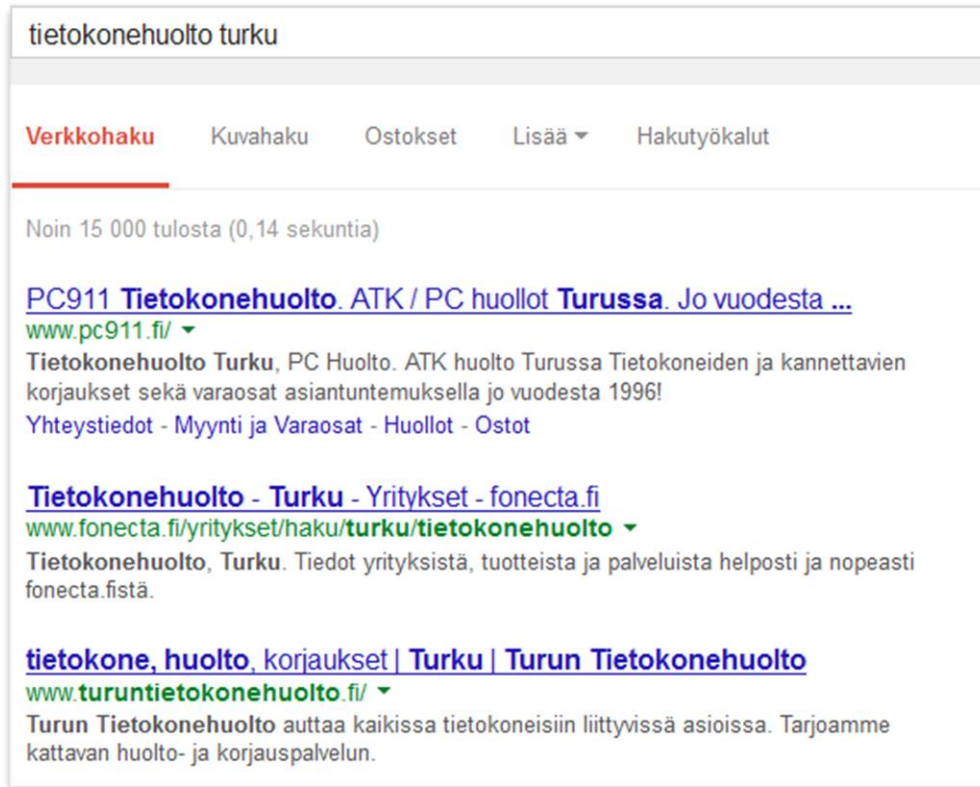 tietokonehuolto turku
Verkkohaku Kuvahaku Ostokset Lisää Hakutyökalut
Noin 15 000 tulosta (0,14 sekuntia)
PC911 Tietokonehuolto. ATK / PC huollot Turussa. Jo vuodesta ...
www.pc911.fi/
Tietokonehuolto Turku, PC Huolto. ATK huolto Turussa Tietokoneiden ja kannettavien
korjaukset sekä varaosat asiantuntemuksella jo vuodesta 1996!
Yhteystiedot - Myynti ja Varaosat - Huollot - Ostot
Tietokonehuolto - Turku - Yritykset - fonecta.fi
www.fonecta.fi/yritykset/haku/turku/tietokonehuolto
Tietokonehuolto, Turku. Tiedot yrityksistä, tuotteista ja palveluista helposti ja nopeasti
fonecta.fistä.
tietokone, huolto, korjaukset | Turku | Turun Tietokonehuolto
www.turuntietokonehuolto.fi/
Turun Tietokonehuolto auttaa kaikissa tietokoneisiin liittyvissä asioissa. Tarjoamme
kattavan huolto- ja korjauspalvelun.